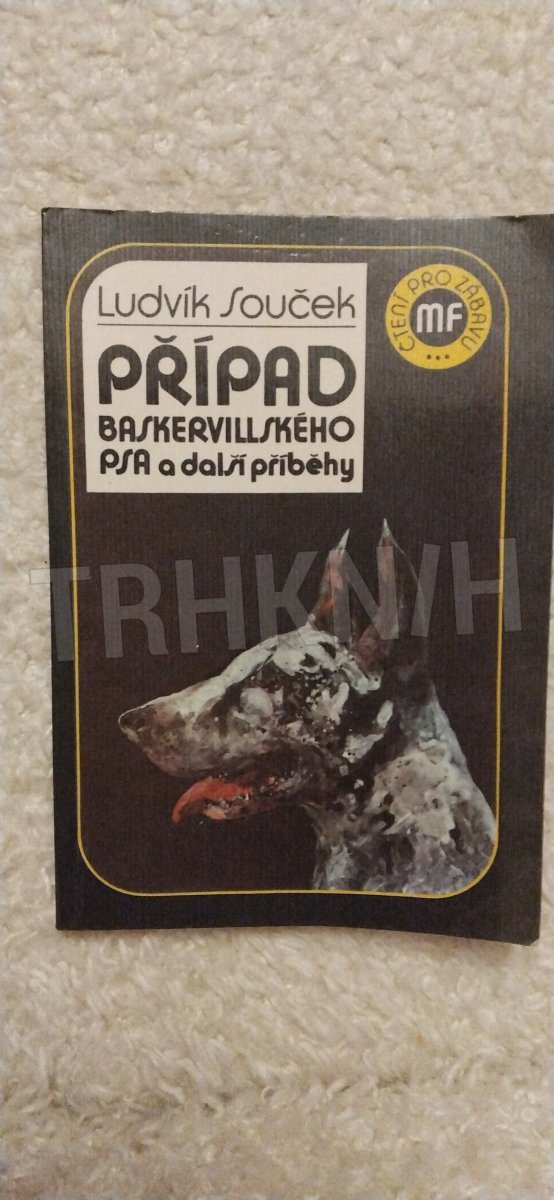 Ludvík Souček
PŘÍPAD
BASKERVILLSKÉHO
PSA a další příběhy
ČTENÍ PRO ZÁBAVU
MF
...
TRHKNIH